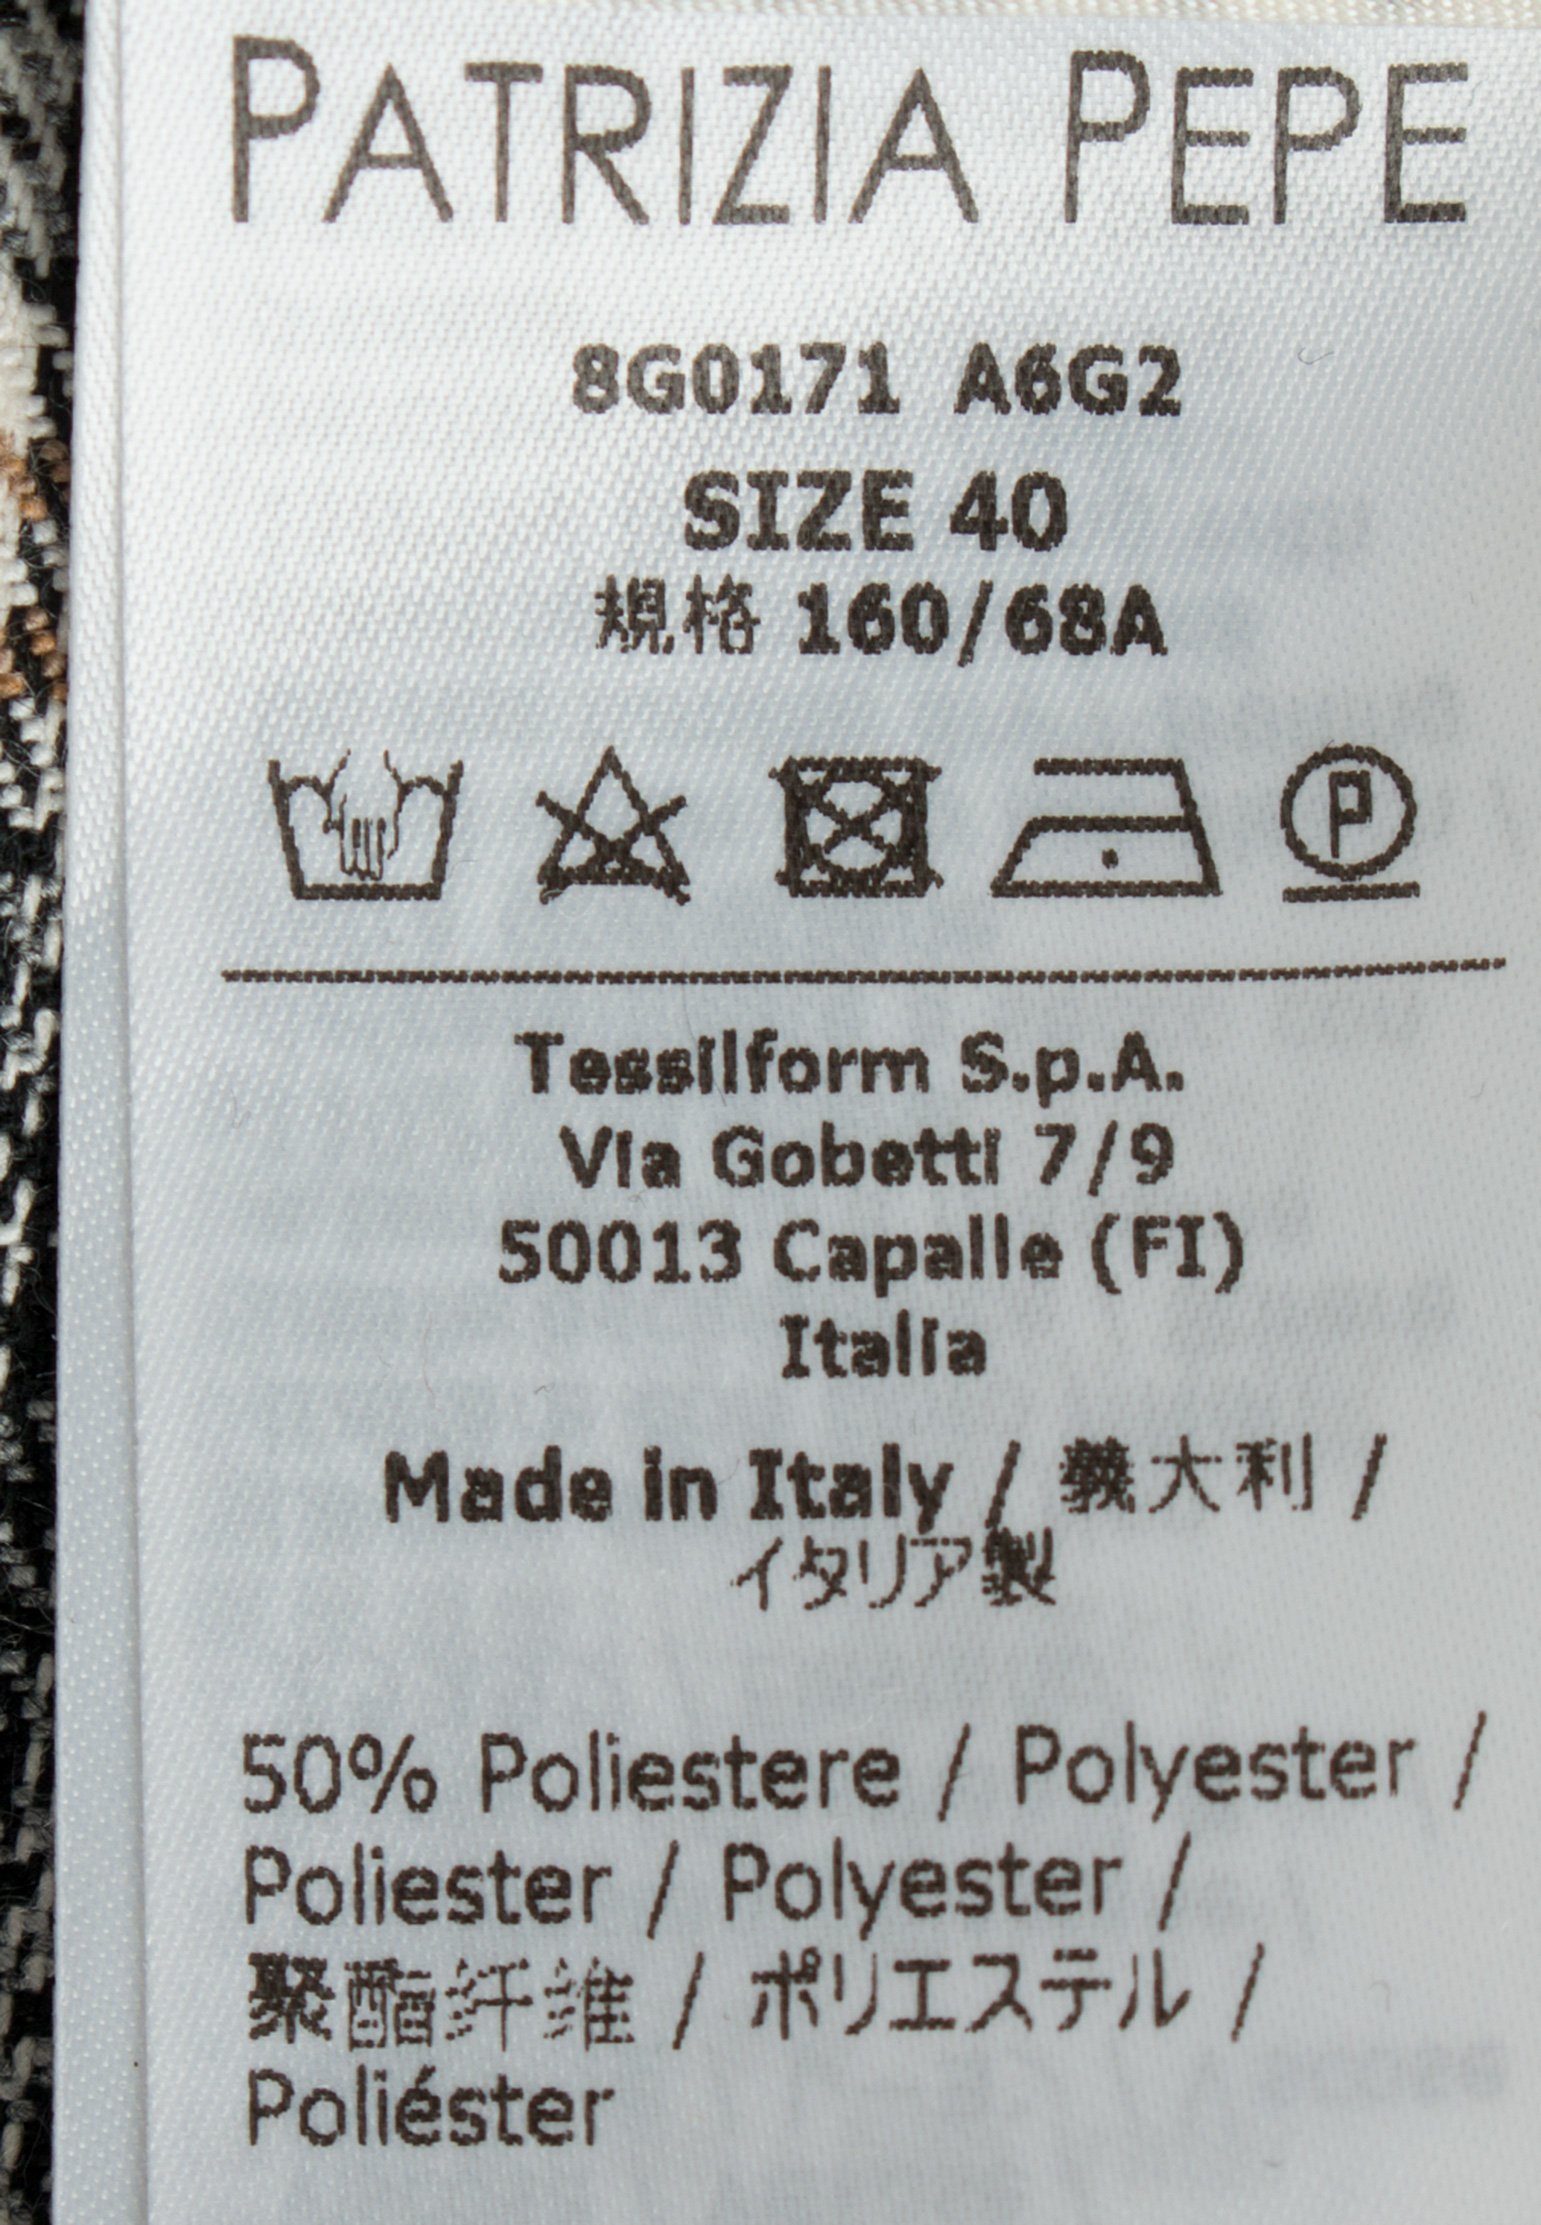 PATRIZIA PEPE
8G0171 A6G2
SIZE 40
規格 160/68A
P
Tessilform S.p.A.
Via Gobetti 7/9
50013 Capalle (FI)
Italia
Made in Italy / 義大利 /
イタリア製
50% Poliestere / Polyester /
Poliester / Polyester /
聚酯纤维 / ポリエステル /
Poliéster